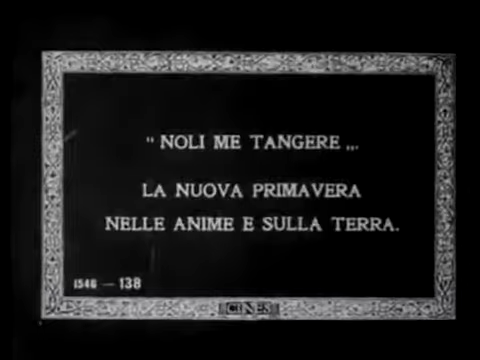 " NOLI ME TANGERE „.
LA NUOVA PRIMAVERA
NELLE ANIME E SULLA TERRA.
1546 — 138
CINES